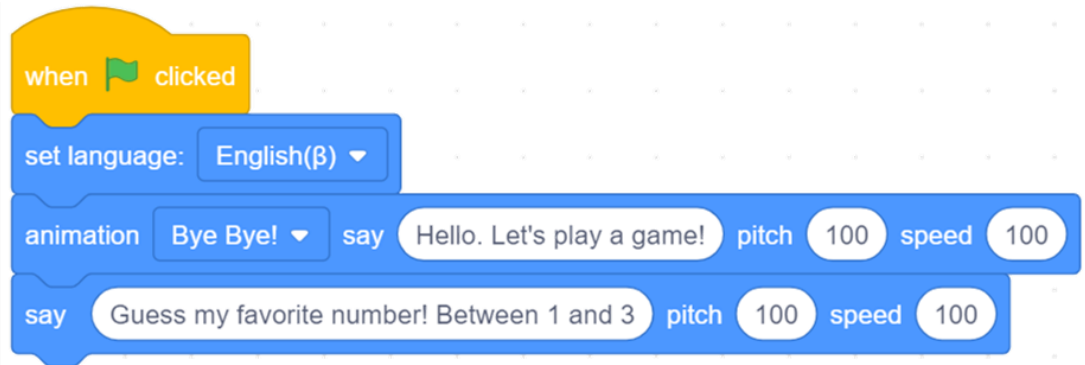 when clicked
set language: English(β)
animation Bye Bye! say Hello. Let's play a game! pitch 100 speed 100
say Guess my favorite number! Between 1 and 3 pitch 100 speed 100